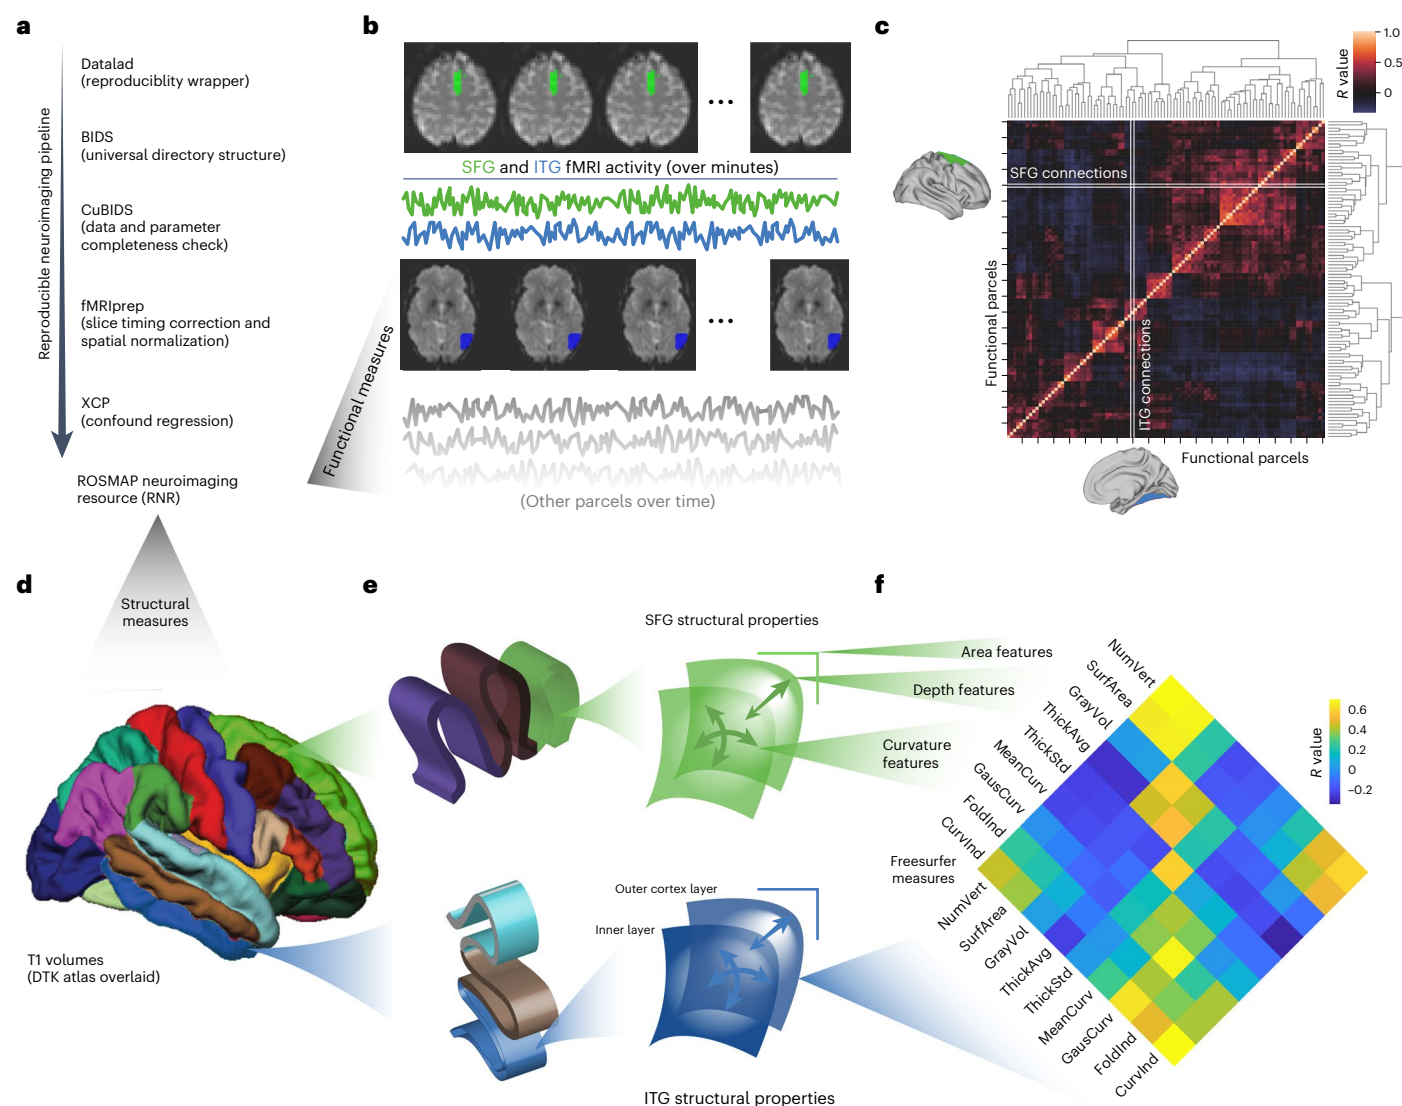 a
Datalad
(reproduciblity wrapper)
BIDS
(universal directory structure)
CuBIDS
(data and parameter
completeness check)
fMRIprep
(slice timing correction and
spatial normalization)
XCP
(confound regression)
ROSMAP neuroimaging
resource (RNR)
Reproducible neuroimaging pipeline
b
SFG and ITG fMRI activity (over minutes)
Functional measures
(Other parcels over time)
c
R value
1.0
0.5
0
SFG connections
ITG connections
Functional parcels
Functional parcels
d
Structural
measures
T1 volumes
(DTK atlas overlaid)
e
SFG structural properties
Area features
Depth features
Curvature
features
Outer cortex layer
Inner layer
ITG structural properties
f
NumVert
SurfArea
GrayVol
ThickAvg
ThickStd
MeanCurv
GausCurv
FoldInd
CurvInd
Freesurfer
measures
NumVert
SurfArea
GrayVol
ThickAvg
ThickStd
MeanCurv
GausCurv
FoldInd
CurvInd
R value
0.6
0.4
0.2
0
−0.2